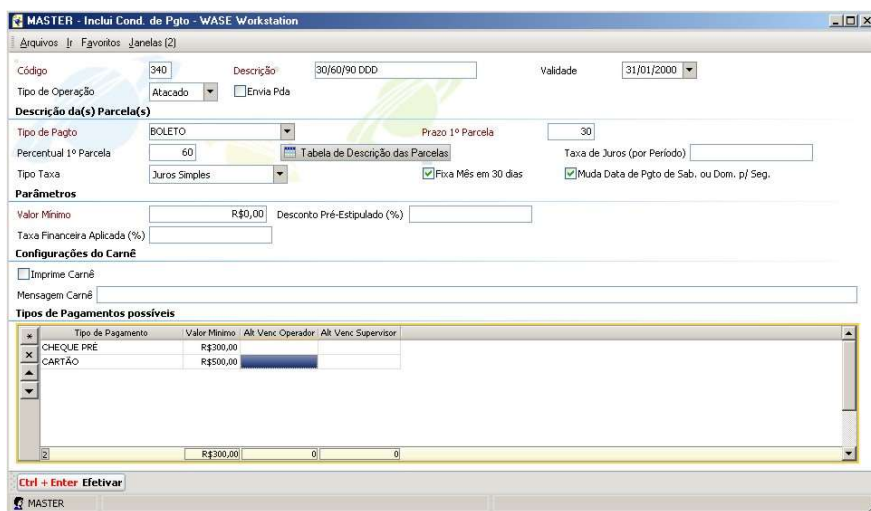 MASTER - Inclui Cond. de Pgto - WASE Workstation
Arquivos Ir Favoritos Janelas (2)
Código 340 Descrição 30/60/90 DDD Validade 31/01/2000
Tipo de Operação Atacado Envia Pda
Descrição da(s) Parcela(s)
Tipo de Pagto BOLETO Prazo 1º Parcela 30
Percentual 1º Parcela 60 Tabela de Descrição das Parcelas Taxa de Juros (por Período)
Tipo Taxa Juros Simples Fixa Mês em 30 dias Muda Data de Pgto de Sab. ou Dom. p/ Seg.
Parâmetros
Valor Mínimo R$0,00 Desconto Pré-Estipulado (%)
Taxa Financeira Aplicada (%)
Configurações do Carnê
Imprime Carnê
Mensagem Carnê
Tipos de Pagamentos possíveis
Tipo de Pagamento Valor Minimo Alt Venc Operador Alt Venc Supervisor
CHEQUE PRÉ R$300,00
CARTÃO R$500,00
2 R$300,00 0 0
Ctrl + Enter Efetivar
MASTER